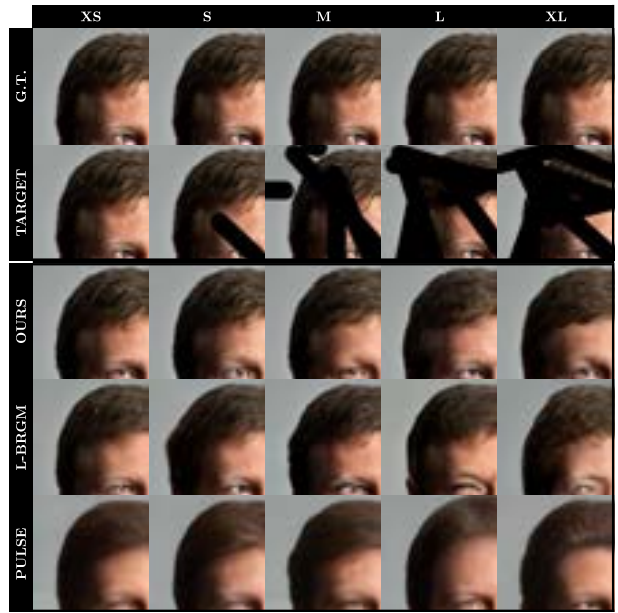 XS S M L XL
G.T.
TARGET
OURS
L-BRGM
PULSE